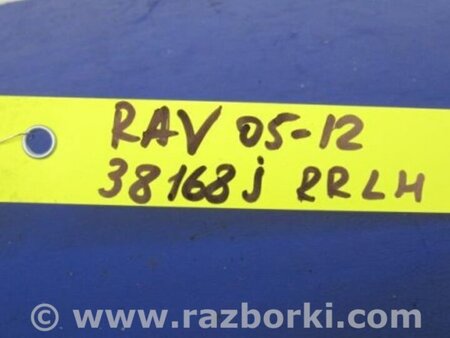 RAV 05-12
38168j RRLH
© www.razborki.com